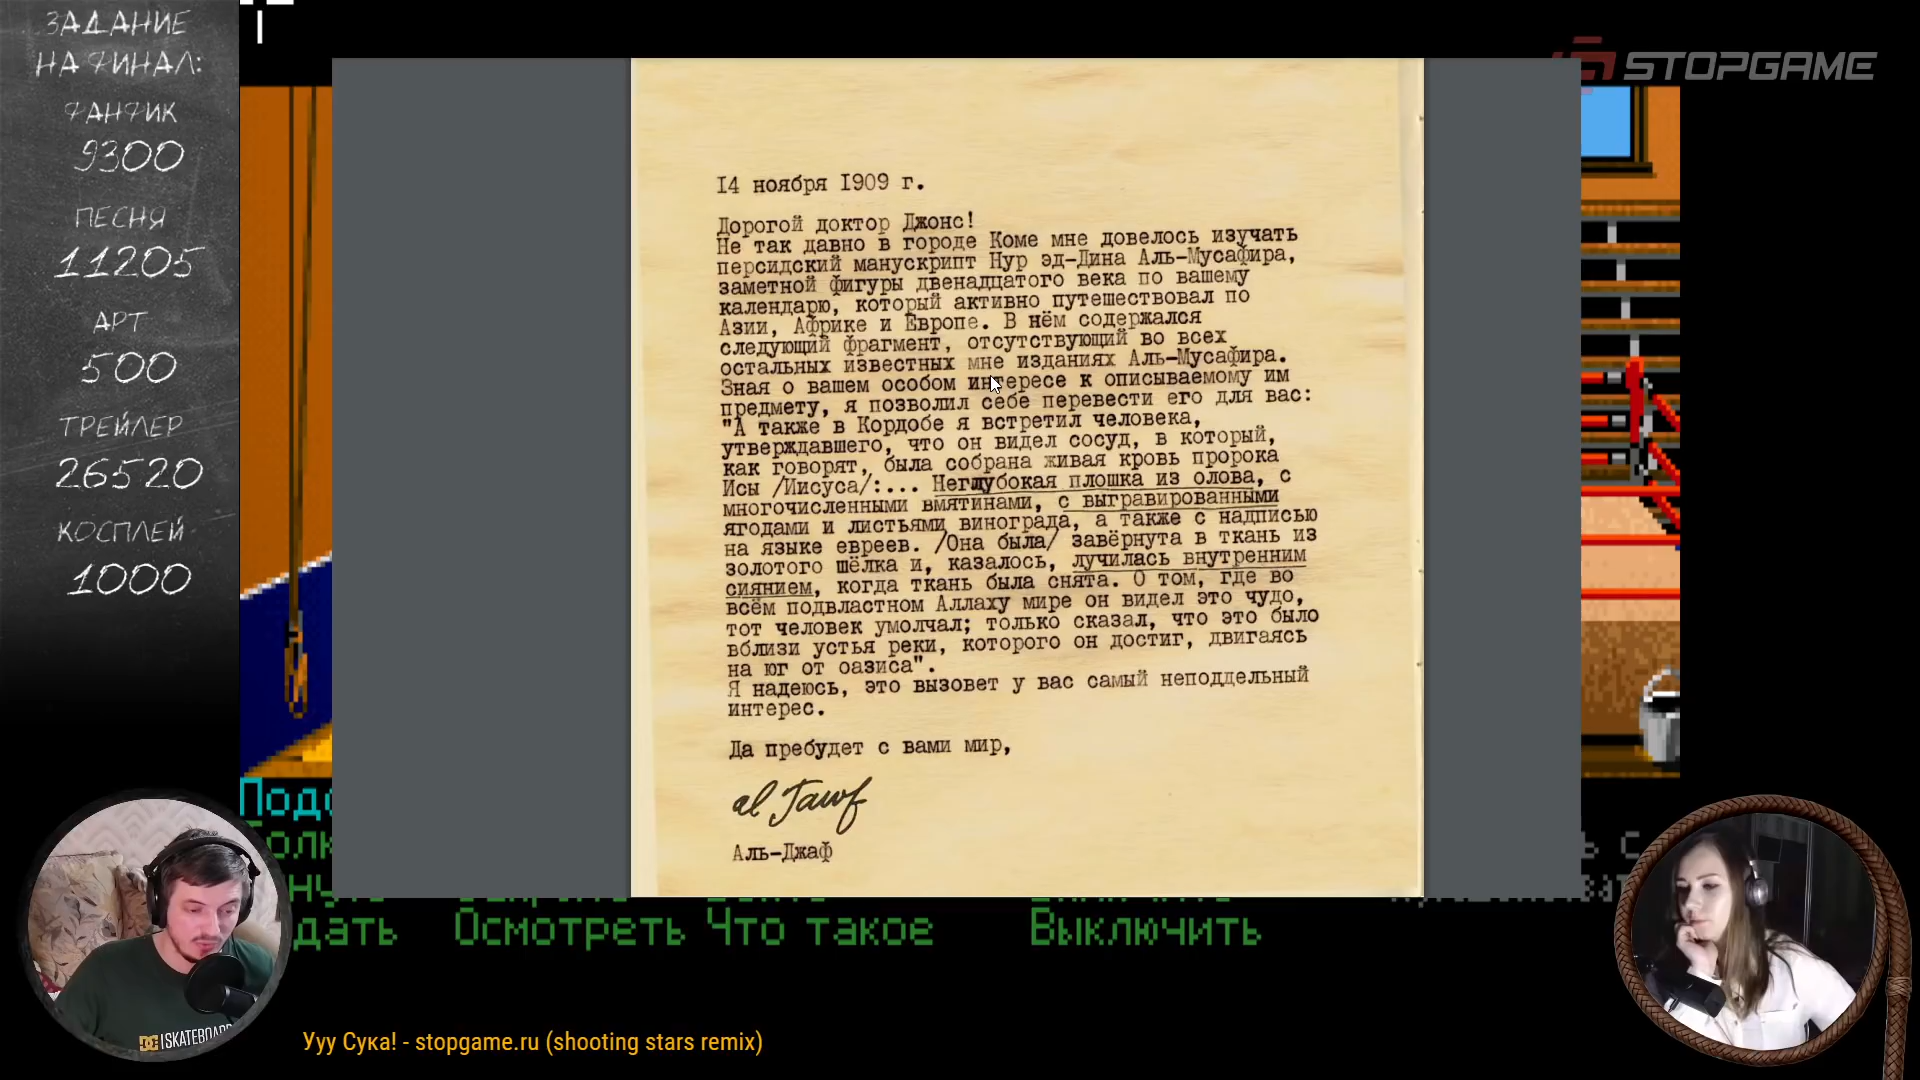 ЗАДАНИЕ
НА ФИНАЛ:
ФАНФИК
9300
ПЕСНЯ
11205
АРТ
500
ТРЕЙЛЕР
26520
КОСПЛЕЙ
1000
STOPGAME
14 ноября 1909 г.
Дорогой доктор Джонс!
Не так давно в городе Коме мне довелось изучать
персидский манускрипт Нур эд-Дина Аль-Мусафира,
заметной фигуры двенадцатого века по вашему
календарю, который активно путешествовал по
Азии, Африке и Европе. В нём содержался
следующий фрагмент, отсутствующий во всех
остальных известных мне изданиях Аль-Мусафира.
Зная о вашем особом интересе к описываемому им
предмету, я позволил себе перевести его для вас:
"А также в Кордобе я встретил человека,
утверждавшего, что он видел сосуд, в который,
как говорят, была собрана живая кровь пророка
Исы /Иисуса/:... Неглубокая плошка из олова, с
многочисленными вмятинами, с выгравированными
ягодами и листьями винограда, а также с надписью
на языке евреев. /Она была/ завёрнута в ткань из
золотого шёлка и, казалось, лучилась внутренним
сиянием, когда ткань была снята. О том, где во
всём подвластном Аллаху мире он видел это чудо,
тот человек умолчал; только сказал, что это было
вблизи устья реки, которого он достиг, двигаясь
на юг от оазиса".
Я надеюсь, это вызовет у вас самый неподдельный
интерес.
Да пребудет с вами мир,
al Jawf
Аль-Джаф
Подо
олк
нуть
дать Осмотреть Что такое Выключить
DC SKATEBOARD
Ууу Сука! - stopgame.ru (shooting stars remix)